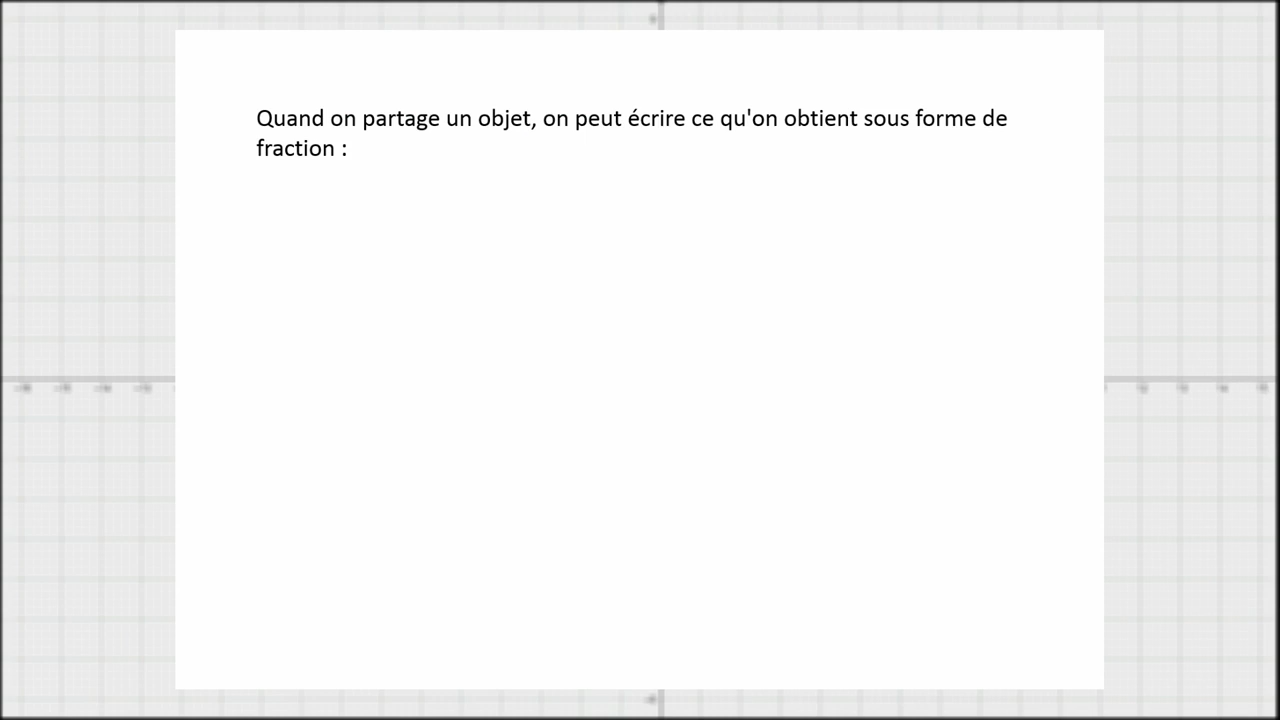 Quand on partage un objet, on peut écrire ce qu'on obtient sous forme de
fraction :